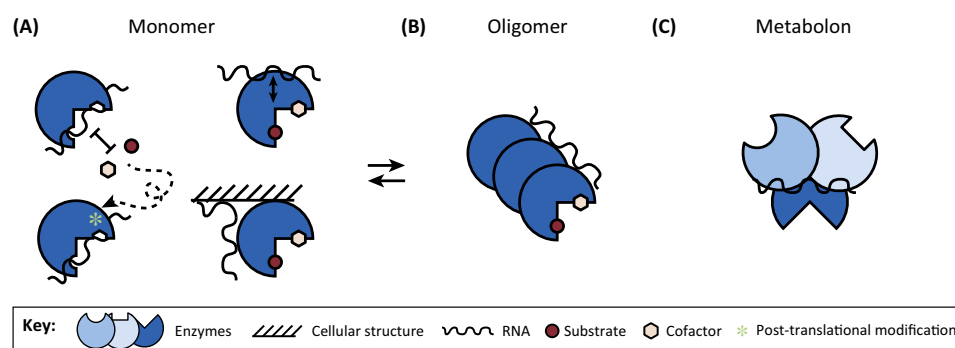 (A) Monomer (B) Oligomer (C) Metabolon
Key: Enzymes Cellular structure RNA Substrate Cofactor Post-translational modification